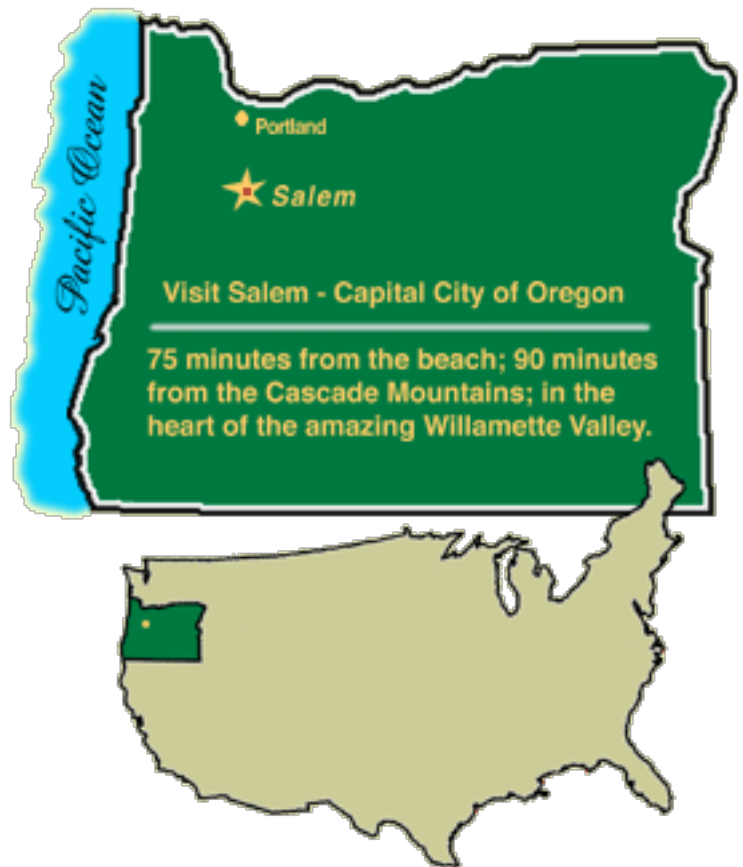 Pacific Ocean
Portland
Salem
Visit Salem - Capital City of Oregon
75 minutes from the beach; 90 minutes
from the Cascade Mountains; in the
heart of the amazing Willamette Valley.